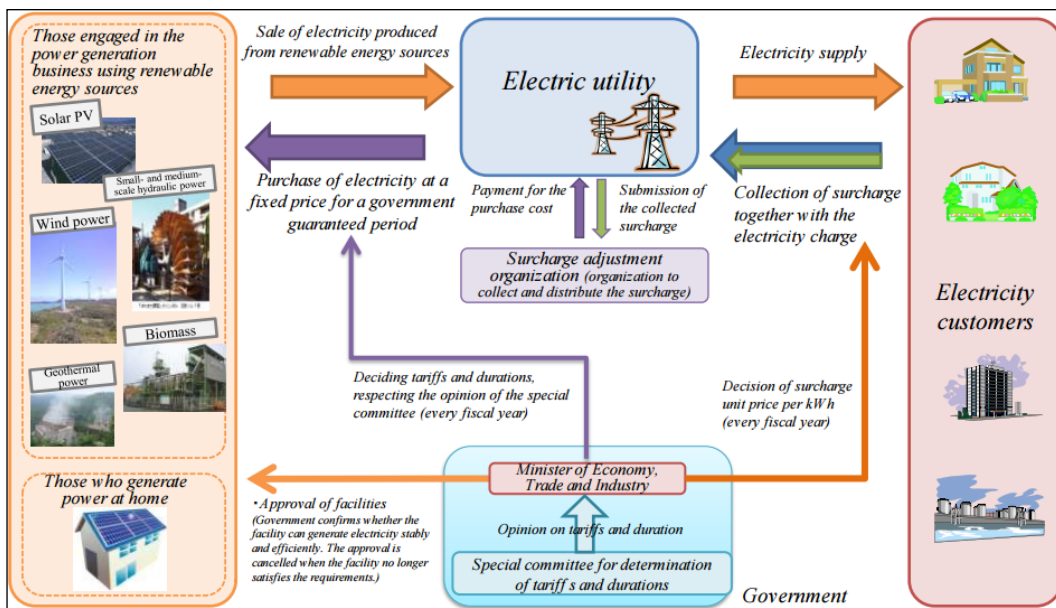 Those engaged in the
power generation
business using renewable
energy sources
Solar PV
Small- and medium-
scale hydraulic power
Wind power
Biomass
Geothermal
power
Those who generate
power at home
Sale of electricity produced
from renewable energy sources
Purchase of electricity at a
fixed price for a government
guaranteed period
Electric utility
Payment for the
purchase cost
Submission of
the collected
surcharge
Surcharge adjustment
organization (organization to
collect and distribute the surcharge)
Electricity supply
Collection of surcharge
together with the
electricity charge
Electricity
customers
Deciding tariffs and durations,
respecting the opinion of the special
committee (every fiscal year)
Decision of surcharge
unit price per kWh
(every fiscal year)
Minister of Economy,
Trade and Industry
・Approval of facilities
(Government confirms whether the
facility can generate electricity stably
and efficiently. The approval is
cancelled when the facility no longer
satisfies the requirements.)
Opinion on tariffs and duration
Special committee for determination
of tariff s and durations
Government